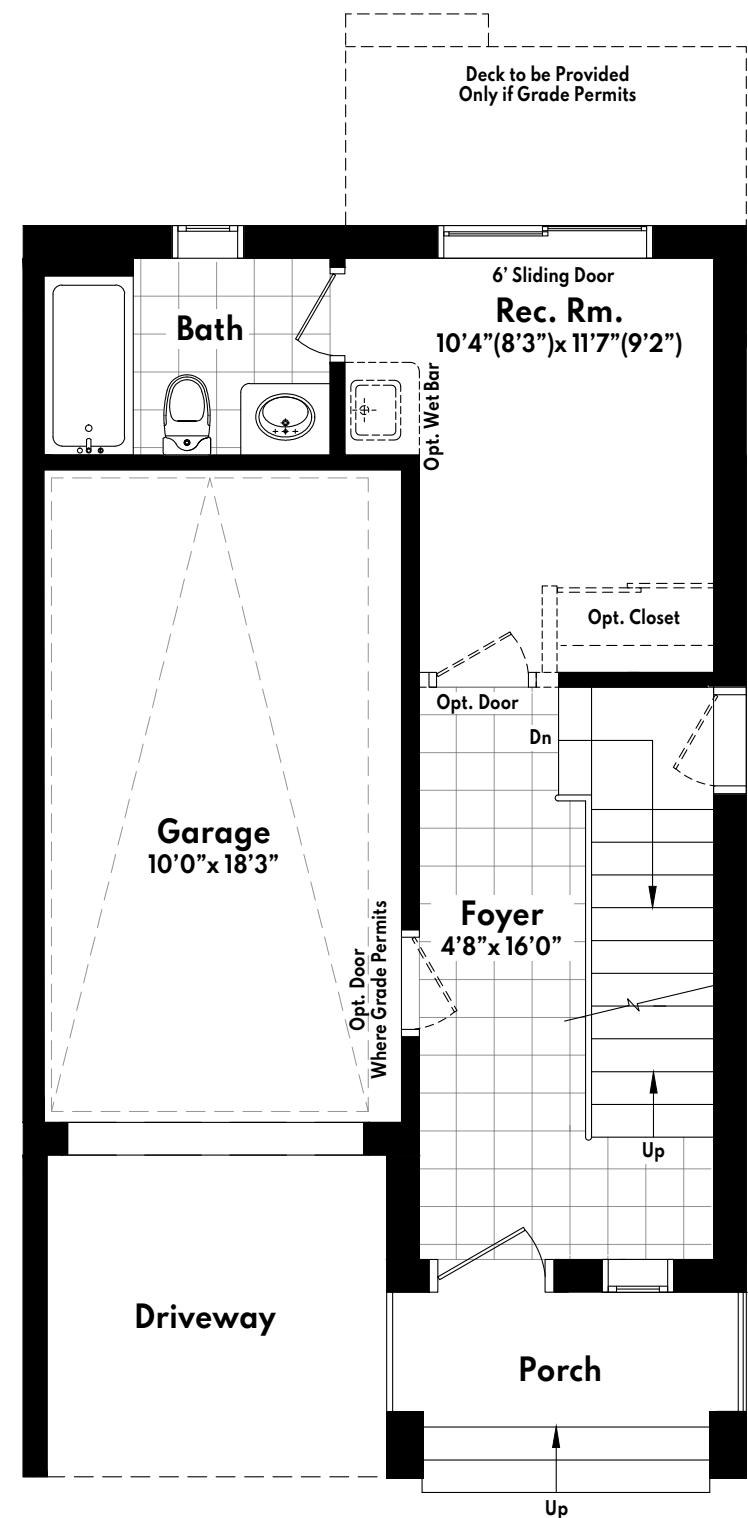 Deck to be Provided
Only if Grade Permits
6' Sliding Door
Rec. Rm.
10'4”(8'3”)x 11'7”(9'2”)
Bath
Opt. Wet Bar
Opt. Closet
Opt. Door
Dn
Garage
10'0”x 18'3”
Foyer
4'8”x 16'0”
Opt. Door
Where Grade Permits
Up
Driveway
Porch
Up